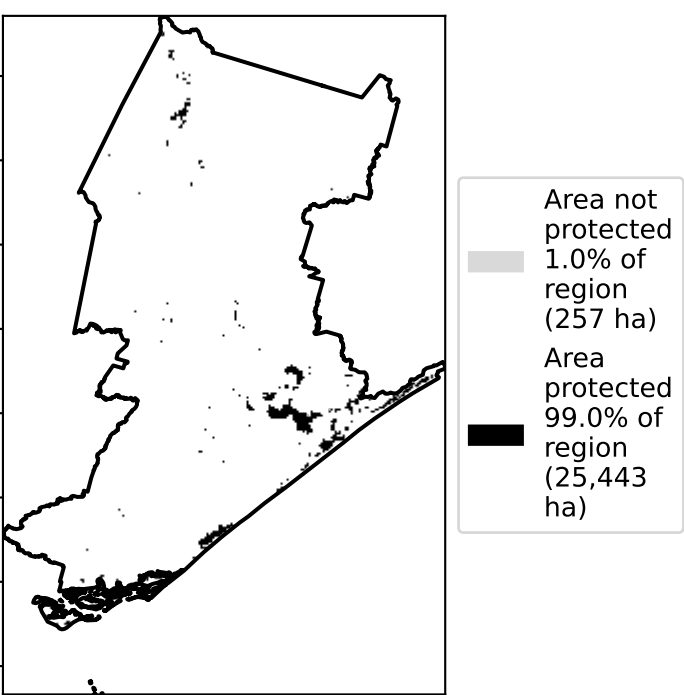 Area not
protected
1.0% of
region
(257 ha)
Area
protected
99.0% of
region
(25,443
ha)